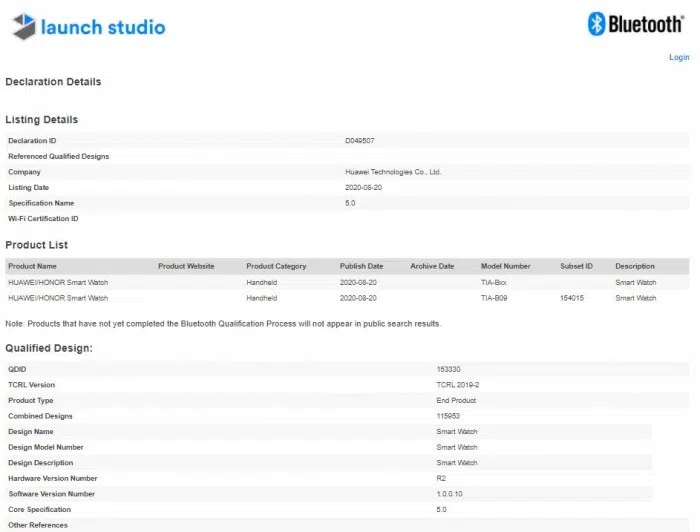 launch studio
Bluetooth®
Login
Declaration Details
Listing Details
Declaration ID D049507
Referenced Qualified Designs
Company Huawei Technologies Co., Ltd.
Listing Date 2020-08-20
Specification Name 5.0
Wi-Fi Certification ID
Product List
Product Name Product Website Product Category Publish Date Archive Date Model Number Subset ID Description
HUAWEI/HONOR Smart Watch Handheld 2020-08-20 TIA-Bxx Smart Watch
HUAWEI/HONOR Smart Watch Handheld 2020-08-20 TIA-B09 154015 Smart Watch
Note: Products that have not yet completed the Bluetooth Qualification Process will not appear in public search results.
Qualified Design:
QDID 153330
TCRL Version TCRL 2019-2
Product Type End Product
Combined Designs 115953
Design Name Smart Watch
Design Model Number Smart Watch
Design Description Smart Watch
Hardware Version Number R2
Software Version Number 1.0.0.10
Core Specification 5.0
Other References